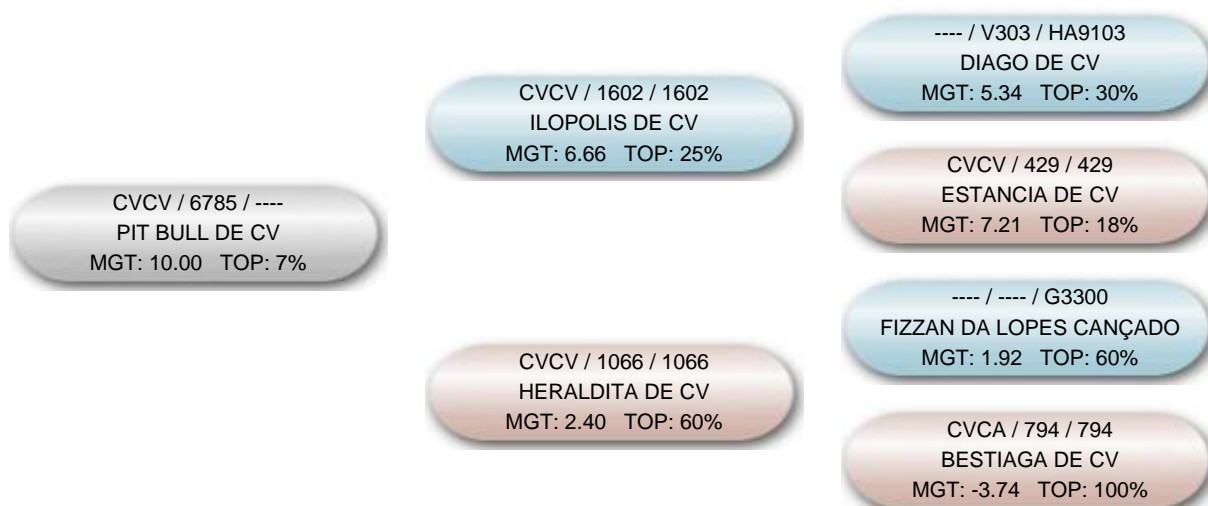 CVCV / 6785 / ----
PIT BULL DE CV
MGT: 10.00 TOP: 7%
CVCV / 1602 / 1602
ILOPOLIS DE CV
MGT: 6.66 TOP: 25%
CVCV / 1066 / 1066
HERALDITA DE CV
MGT: 2.40 TOP: 60%
---- / V303 / HA9103
DIAGO DE CV
MGT: 5.34 TOP: 30%
CVCV / 429 / 429
ESTANCIA DE CV
MGT: 7.21 TOP: 18%
---- / ---- / G3300
FIZZAN DA LOPES CANÇADO
MGT: 1.92 TOP: 60%
CVCA / 794 / 794
BESTIAGA DE CV
MGT: -3.74 TOP: 100%